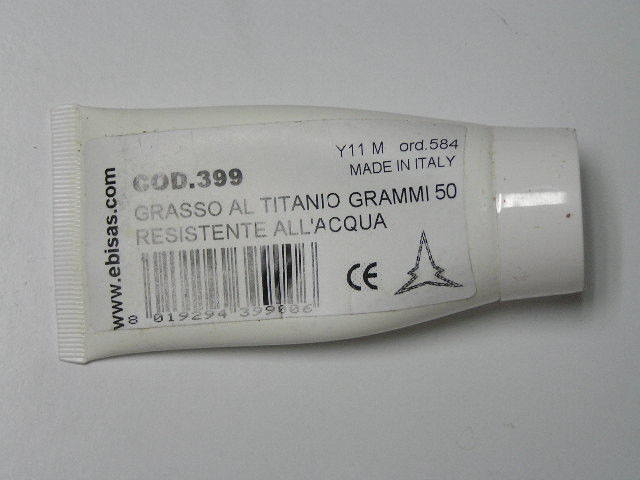 Y11 M ord.584
MADE IN ITALY
COD.399
GRASSO AL TITANIO GRAMMI 50
RESISTENTE ALL'ACQUA
CE
8 019294 399006
www.ebisas.com